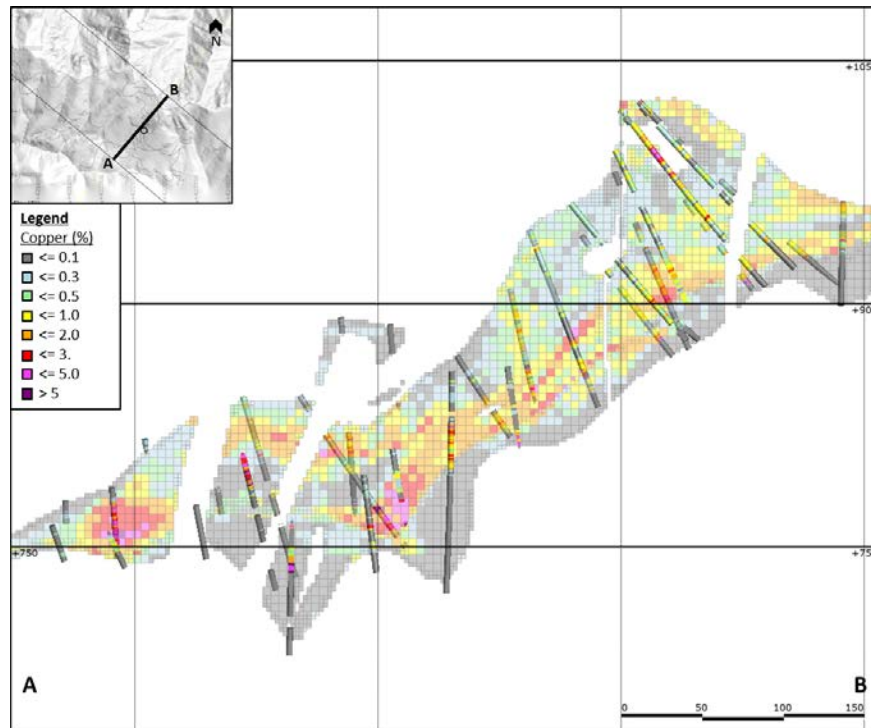 N
B
A
Legend
Copper (%)
<= 0.1
<= 0.3
<= 0.5
<= 1.0
<= 2.0
<= 3.
<= 5.0
> 5
+105
+90
+750
+75
A
B
0 50 100 150